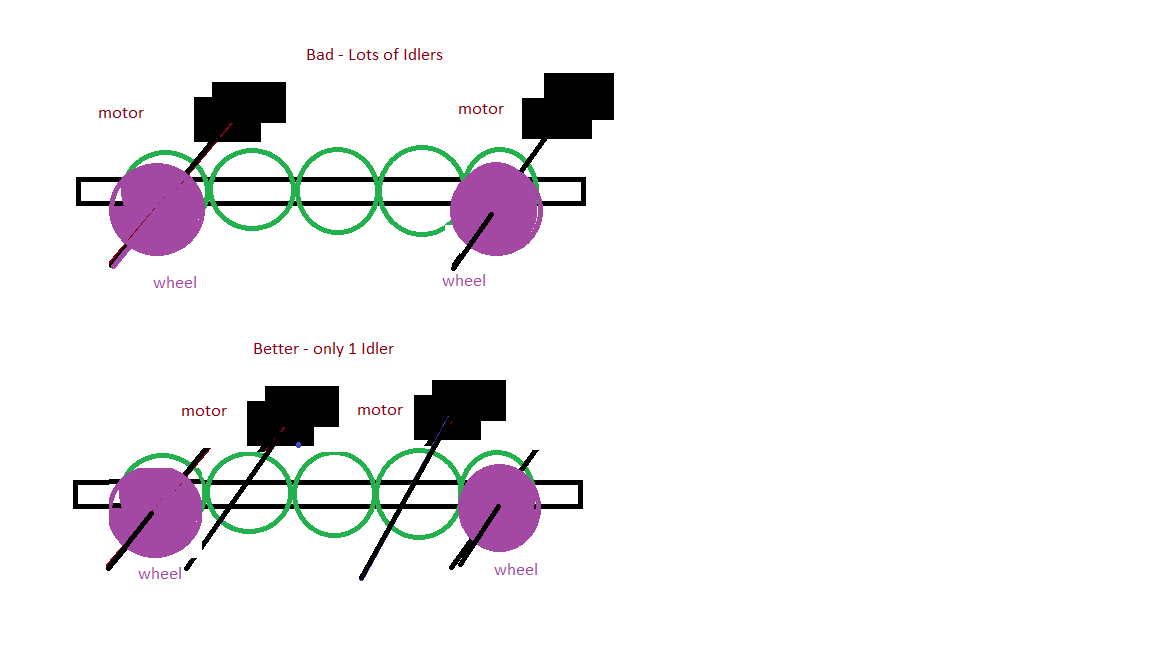 Bad - Lots of Idlers
motor
motor
wheel
wheel
Better - only 1 Idler
motor
motor
wheel
wheel